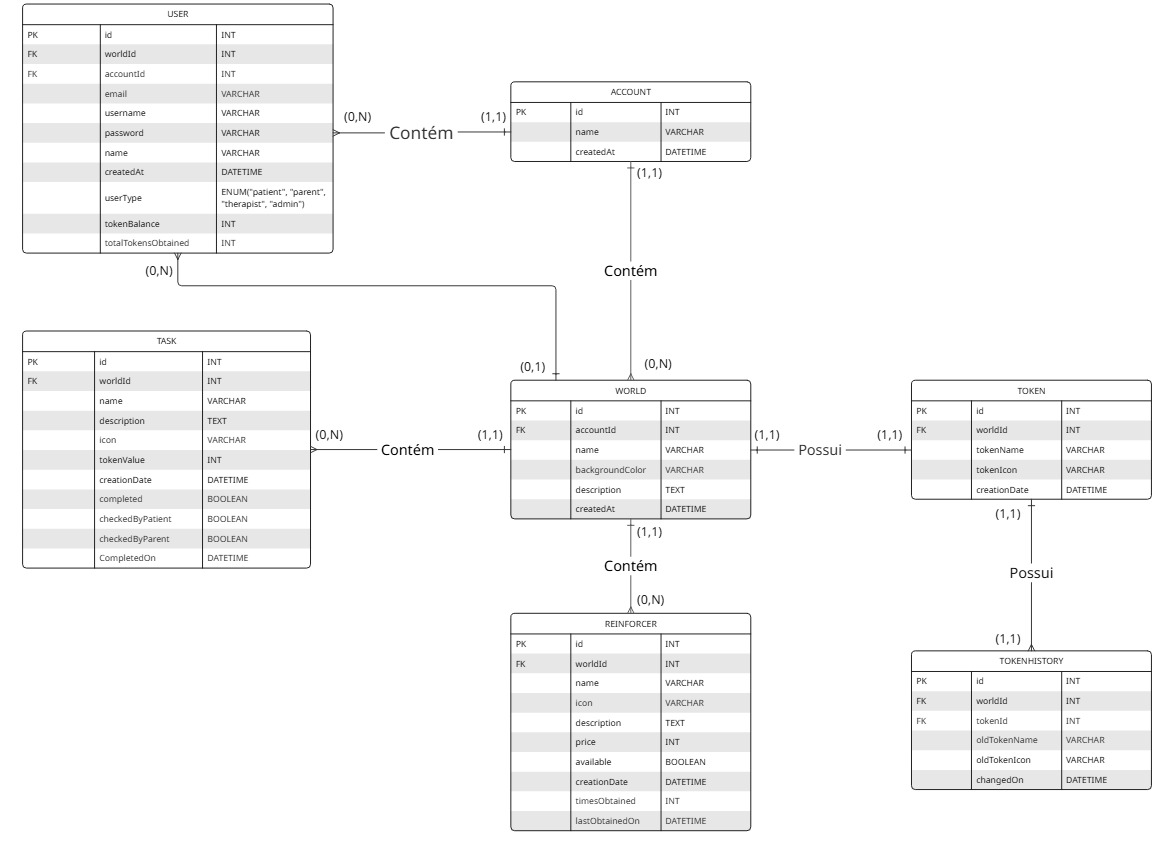 USER
PK id INT
FK worldId INT
FK accountId INT
email VARCHAR
username VARCHAR
password VARCHAR
name VARCHAR
createdAt DATETIME
userType ENUM("patient", "parent",
"therapist", "admin")
tokenBalance INT
totalTokensObtained INT
(0,N)
Contém
(1,1)
ACCOUNT
PK id INT
name VARCHAR
createdAt DATETIME
(1,1)
Contém
(0,N)
(0,N)
(0,1)
TASK
PK id INT
FK worldId INT
name VARCHAR
description TEXT
icon VARCHAR
tokenValue INT
creationDate DATETIME
completed BOOLEAN
checkedByPatient BOOLEAN
checkedByParent BOOLEAN
CompletedOn DATETIME
(0,N)
Contém
(1,1)
WORLD
PK id INT
FK accountId INT
name VARCHAR
backgroundColor VARCHAR
description TEXT
createdAt DATETIME
(1,1)
Possui
(1,1)
TOKEN
PK id INT
FK worldId INT
tokenName VARCHAR
tokenIcon VARCHAR
creationDate DATETIME
(1,1)
Contém
(0,N)
REINFORCER
PK id INT
FK worldId INT
name VARCHAR
icon VARCHAR
description TEXT
price INT
available BOOLEAN
creationDate DATETIME
timesObtained INT
lastObtainedOn DATETIME
(1,1)
Possui
(1,1)
TOKENHISTORY
PK id INT
FK worldId INT
FK tokenId INT
oldTokenName VARCHAR
oldTokenIcon VARCHAR
changedOn DATETIME